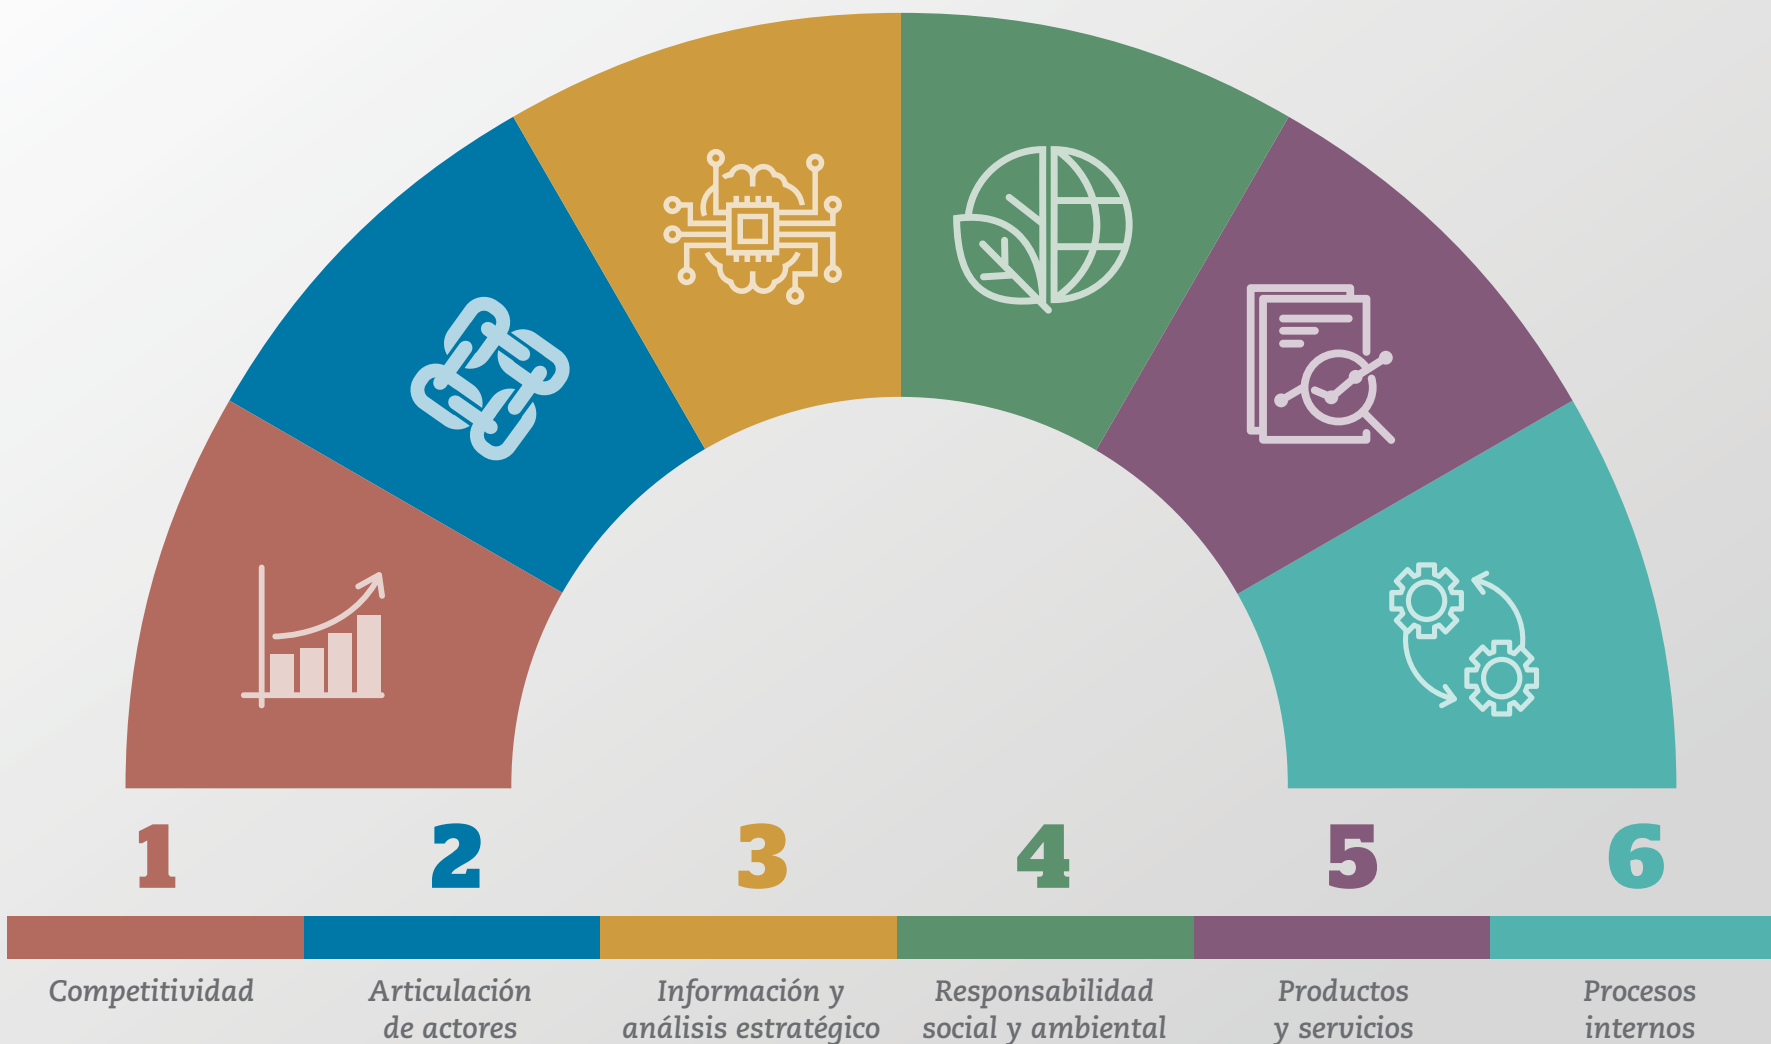 1
2
3
4
5
6
Competitividad
Articulación
de actores
Información y
análisis estratégico
Responsabilidad
social y ambiental
Productos
y servicios
Procesos
internos